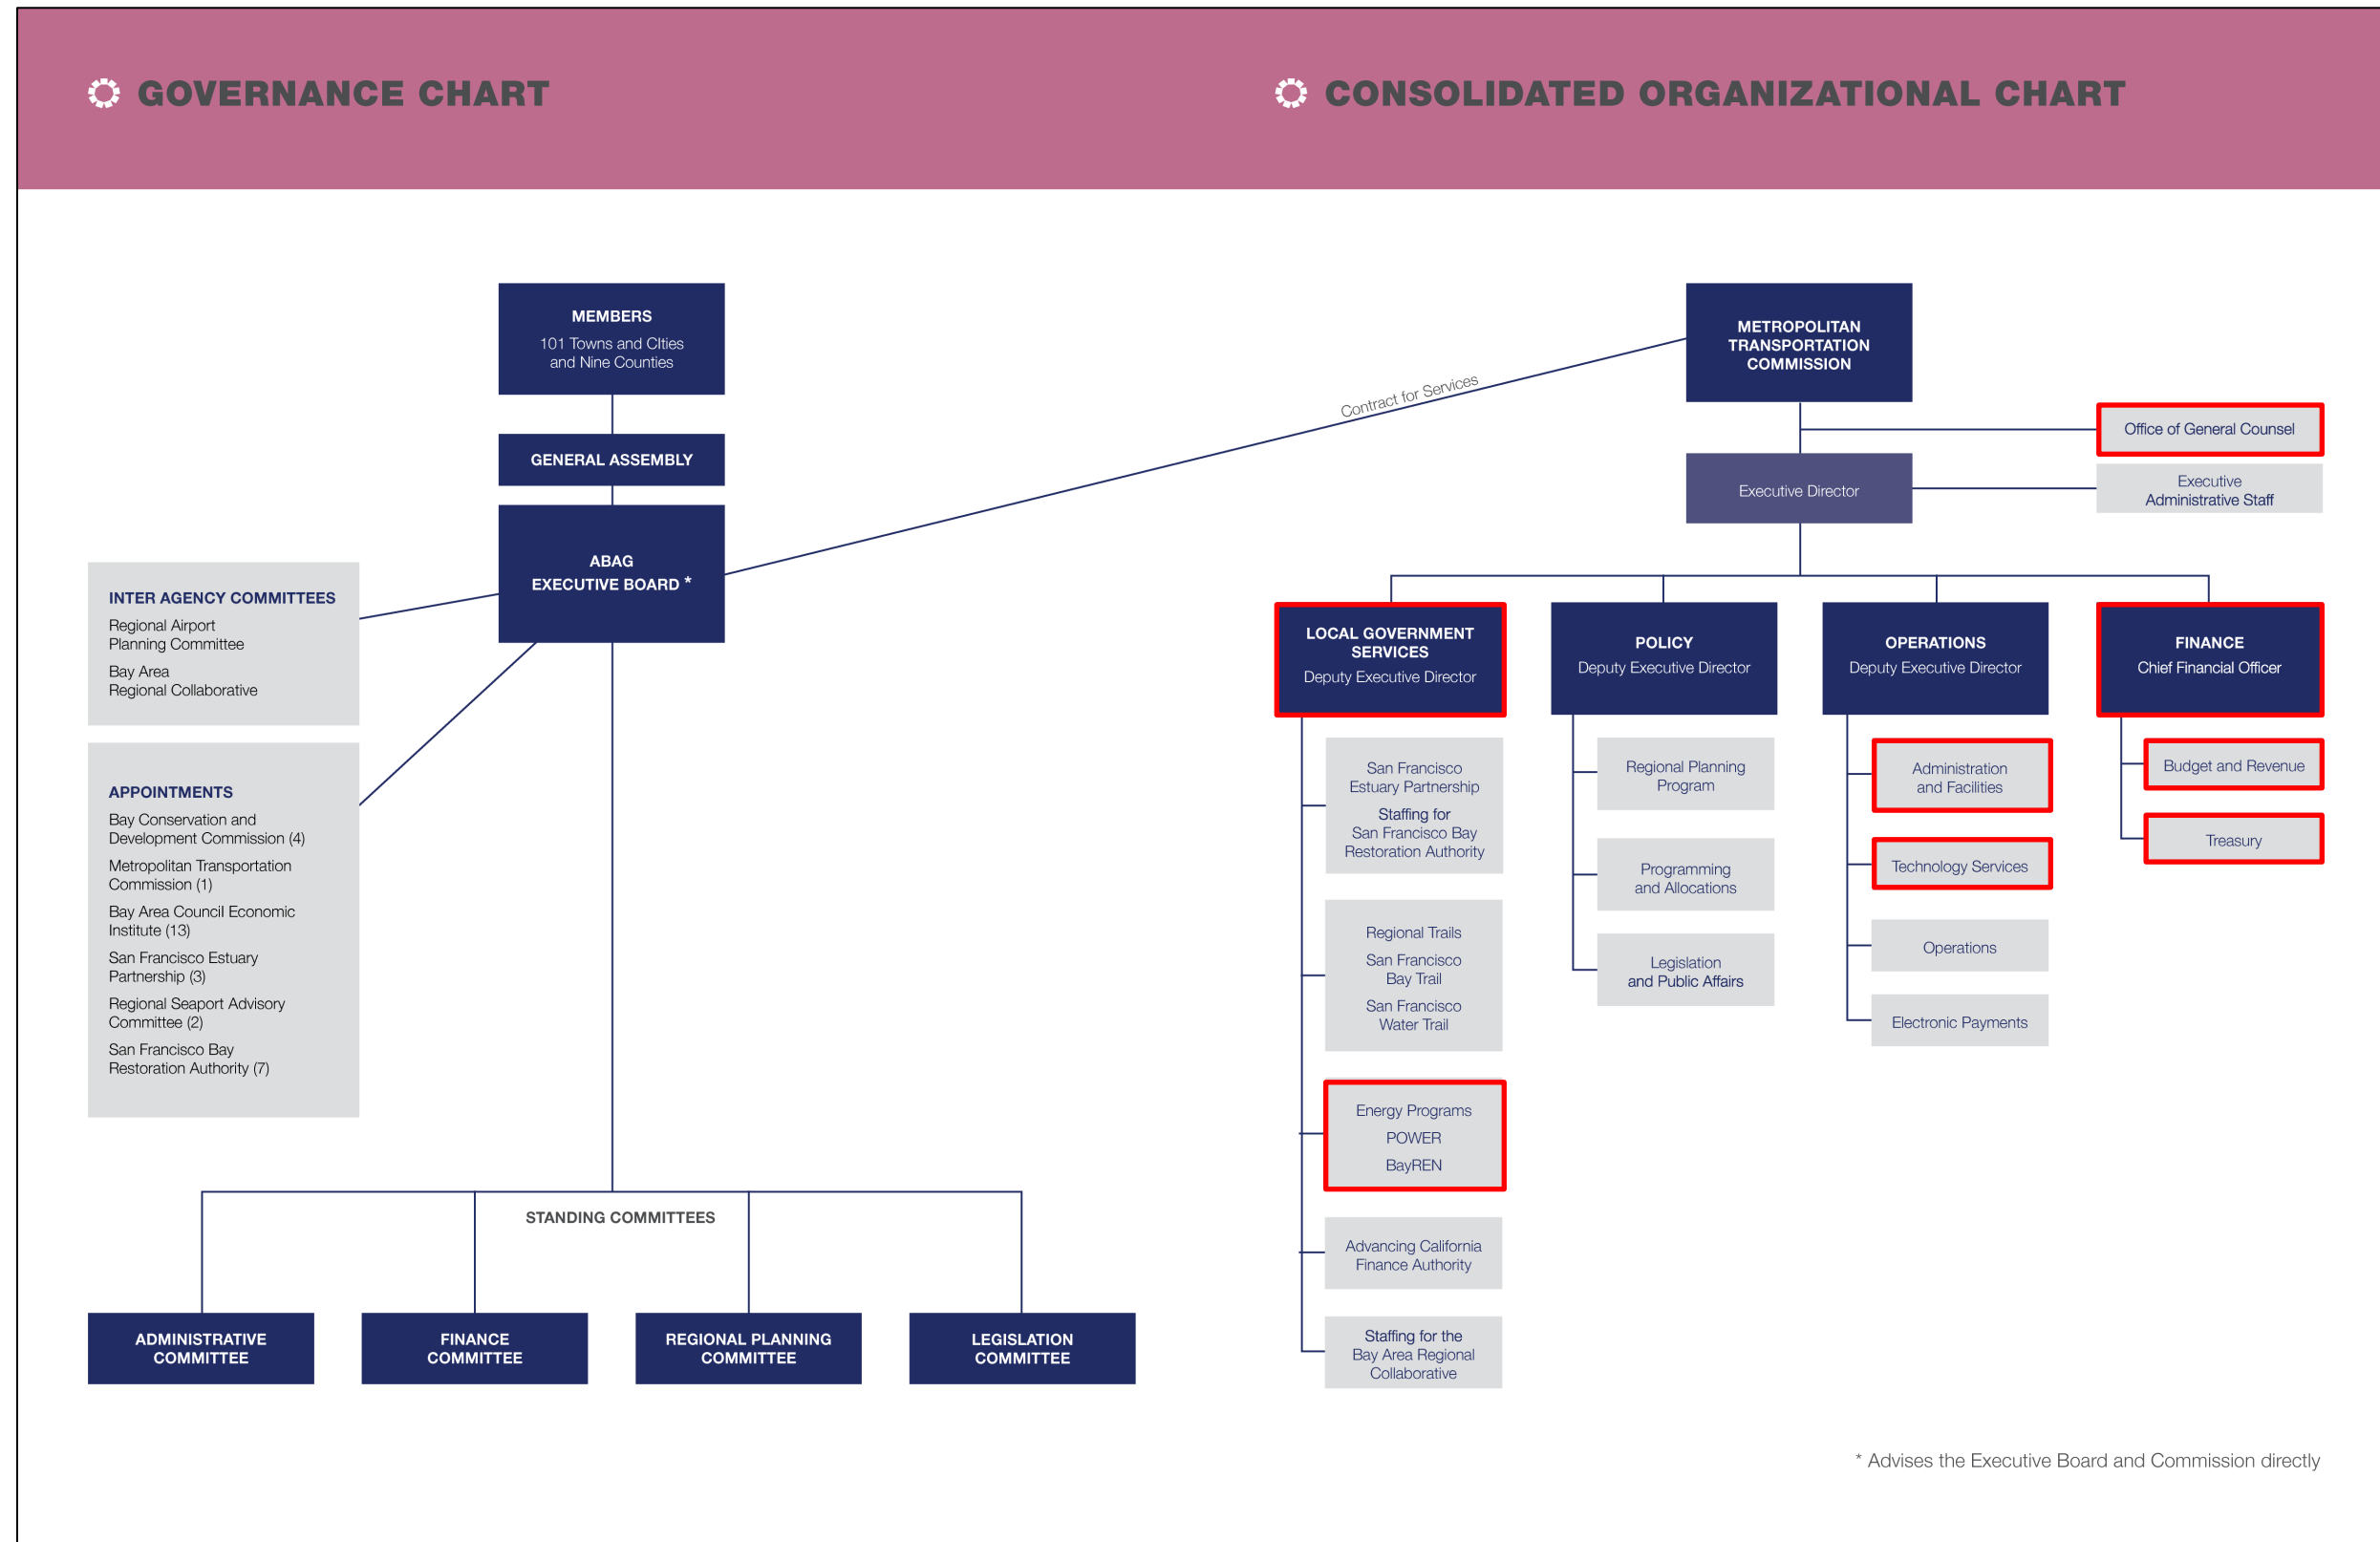 GOVERNANCE CHART
MEMBERS
101 Towns and CIties
and Nine Counties
GENERAL ASSEMBLY
ABAG
EXECUTIVE BOARD *
INTER AGENCY COMMITTEES
Regional Airport
Planning Committee
Bay Area
Regional Collaborative
APPOINTMENTS
Bay Conservation and
Development Commission (4)
Metropolitan Transportation
Commission (1)
Bay Area Council Economic
Institute (13)
San Francisco Estuary
Partnership (3)
Regional Seaport Advisory
Committee (2)
San Francisco Bay
Restoration Authority (7)
STANDING COMMITTEES
ADMINISTRATIVE
COMMITTEE
FINANCE
COMMITTEE
REGIONAL PLANNING
COMMITTEE
LEGISLATION
COMMITTEE
Contract for Services
CONSOLIDATED ORGANIZATIONAL CHART
METROPOLITAN
TRANSPORTATION
COMMISSION
Office of General Counsel
Executive Director
Executive
Administrative Staff
LOCAL GOVERNMENT
SERVICES
Deputy Executive Director
San Francisco
Estuary Partnership
Staffing for
San Francisco Bay
Restoration Authority
Regional Trails
San Francisco
Bay Trail
San Francisco
Water Trail
Energy Programs
POWER
BayREN
Advancing California
Finance Authority
Staffing for the
Bay Area Regional
Collaborative
POLICY
Deputy Executive Director
Regional Planning
Program
Programming
and Allocations
Legislation
and Public Affairs
OPERATIONS
Deputy Executive Director
Administration
and Facilities
Technology Services
Operations
Electronic Payments
FINANCE
Chief Financial Officer
Budget and Revenue
Treasury
* Advises the Executive Board and Commission directly